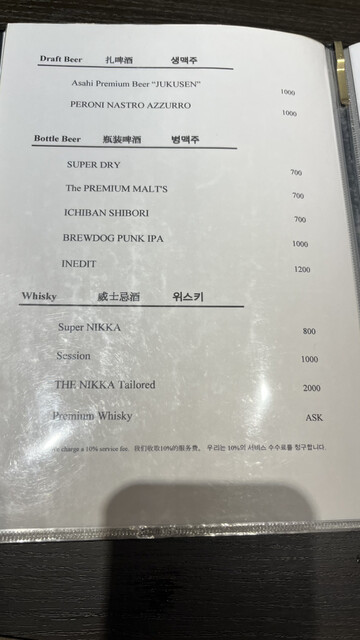 Draft Beer 扎啤酒 생맥주
Asahi Premium Beer "JUKUSEN" 1000
PERONI NASTRO AZZURRO 1000
Bottle Beer 瓶装啤酒 병맥주
SUPER DRY 700
The PREMIUM MALT'S 700
ICHIBAN SHIBORI 700
BREWDOG PUNK IPA 1000
INEDIT 1200
Whisky 威士忌酒 위스키
Super NIKKA 800
Session 1000
THE NIKKA Tailored 2000
Premium Whisky ASK
We charge a 10% service fee. 我们收取10%的服务费。 우리는 10%의 서비스 수수료를 청구합니다.